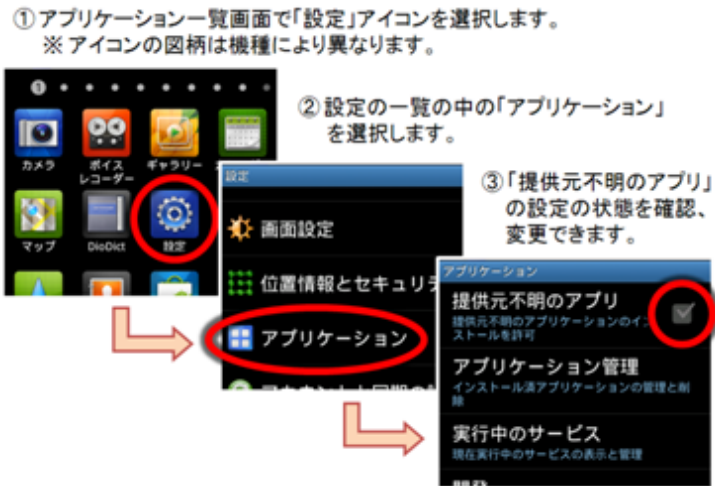 ① アプリケーション一覧画面で「設定」アイコンを選択します。
※ アイコンの図柄は機種により異なります。
② 設定の一覧の中の「アプリケーション」
を選択します。
③「提供元不明のアプリ」
の設定の状態を確認、
変更できます。
①
カメラ
ボイス
レコーダー
ギャラリー
マップ
DioDict
設定
設定
画面設定
位置情報とセキュリテ
アプリケーション
アプリケーション
提供元不明のアプリ
提供元不明のアプリケーションのイン
ストールを許可
アプリケーション管理
インストール済アプリケーションの管理と削
除
実行中のサービス
現在実行中のサービスの表示と管理